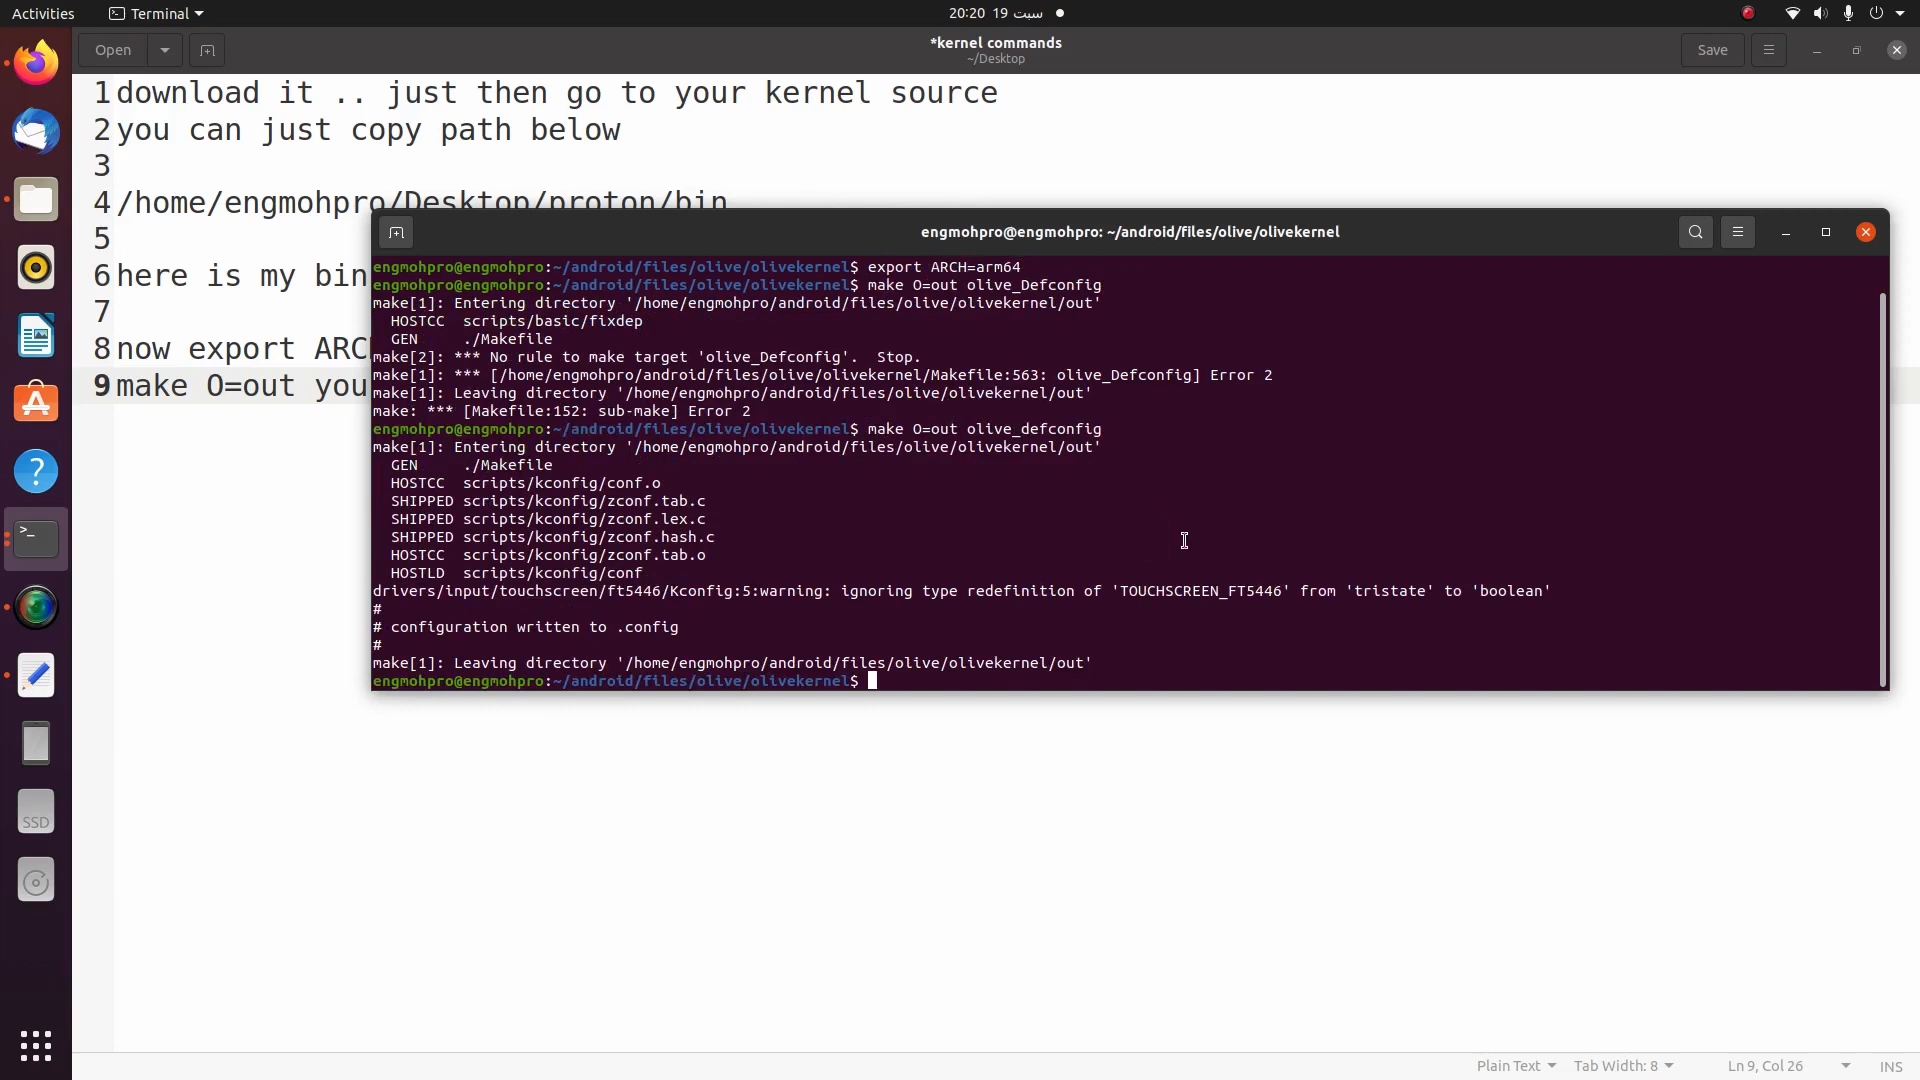 Activities
Terminal
20:20 19 سبت
Open
*kernel commands
~/Desktop
Save
1 download it .. just then go to your kernel source
2 you can just copy path below
3
4 /home/engmohpro/Desktop/proton/bin
5
6 here is my bin
7
8 now export ARC
9 make O=out you
engmohpro@engmohpro: ~/android/files/olive/olivekernel
engmohpro@engmohpro:~/android/files/olive/olivekernel$ export ARCH=arm64
engmohpro@engmohpro:~/android/files/olive/olivekernel$ make O=out olive_Defconfig
make[1]: Entering directory '/home/engmohpro/android/files/olive/olivekernel/out'
HOSTCC scripts/basic/fixdep
GEN ./Makefile
make[2]: *** No rule to make target 'olive_Defconfig'. Stop.
make[1]: *** [/home/engmohpro/android/files/olive/olivekernel/Makefile:563: olive_Defconfig] Error 2
make[1]: Leaving directory '/home/engmohpro/android/files/olive/olivekernel/out'
make: *** [Makefile:152: sub-make] Error 2
engmohpro@engmohpro:~/android/files/olive/olivekernel$ make O=out olive_defconfig
make[1]: Entering directory '/home/engmohpro/android/files/olive/olivekernel/out'
GEN ./Makefile
HOSTCC scripts/kconfig/conf.o
SHIPPED scripts/kconfig/zconf.tab.c
SHIPPED scripts/kconfig/zconf.lex.c
SHIPPED scripts/kconfig/zconf.hash.c
HOSTCC scripts/kconfig/zconf.tab.o
HOSTLD scripts/kconfig/conf
drivers/input/touchscreen/ft5446/Kconfig:5:warning: ignoring type redefinition of 'TOUCHSCREEN_FT5446' from 'tristate' to 'boolean'
#
# configuration written to .config
#
make[1]: Leaving directory '/home/engmohpro/android/files/olive/olivekernel/out'
engmohpro@engmohpro:~/android/files/olive/olivekernel$
SSD
Plain Text
Tab Width: 8
Ln 9, Col 26
INS